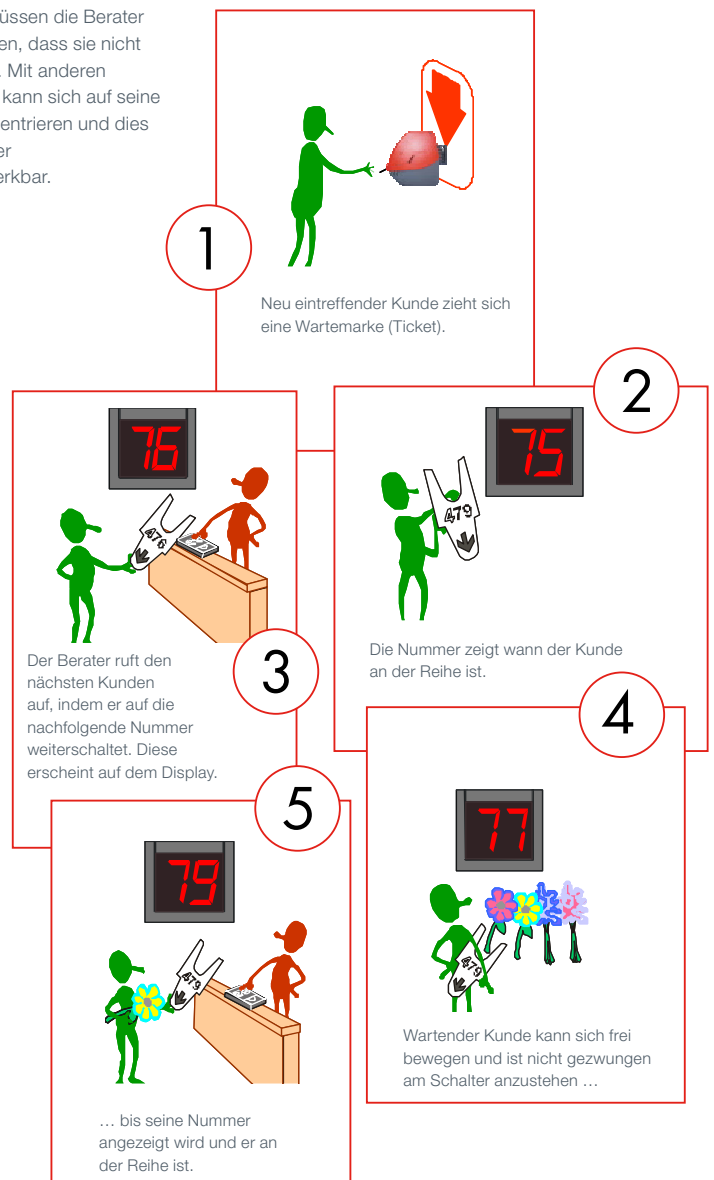 üssen die Berater
en, dass sie nicht
. Mit anderen
kann sich auf seine
entrieren und dies
er
erkbar.
1
Neu eintreffender Kunde zieht sich
eine Wartemarke (Ticket).
2
75
479
Die Nummer zeigt wann der Kunde
an der Reihe ist.
76
476
3
Der Berater ruft den
nächsten Kunden
auf, indem er auf die
nachfolgende Nummer
weiterschaltet. Diese
erscheint auf dem Display.
4
77
479
Wartender Kunde kann sich frei
bewegen und ist nicht gezwungen
am Schalter anzustehen …
5
79
479
… bis seine Nummer
angezeigt wird und er an
der Reihe ist.